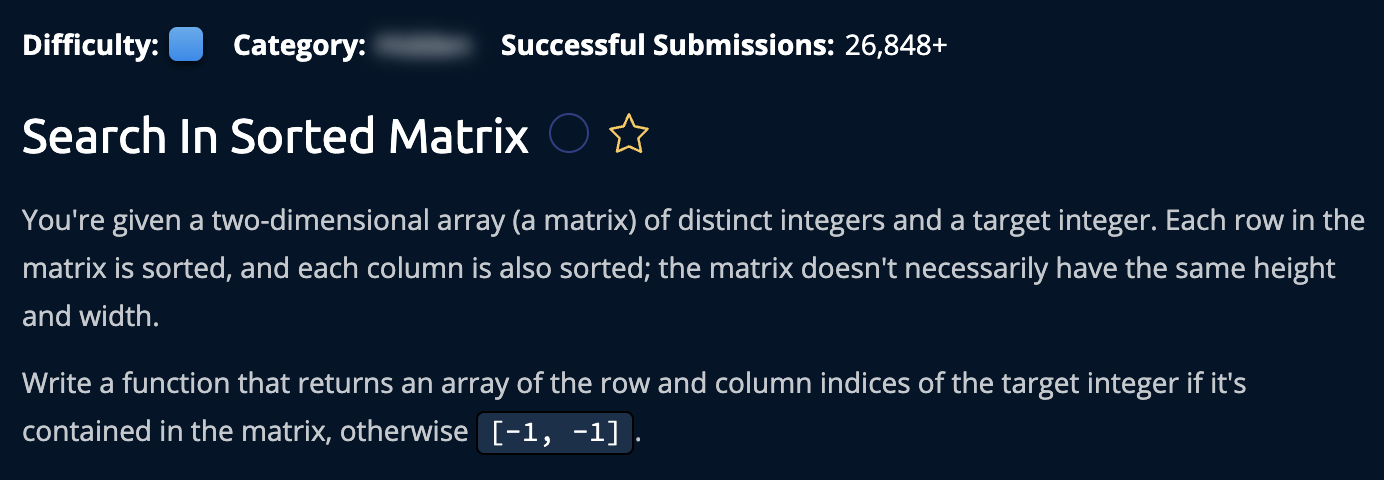 Difficulty: Category: Successful Submissions: 26,848+
Search In Sorted Matrix
You're given a two-dimensional array (a matrix) of distinct integers and a target integer. Each row in the
matrix is sorted, and each column is also sorted; the matrix doesn't necessarily have the same height
and width.
Write a function that returns an array of the row and column indices of the target integer if it's
contained in the matrix, otherwise [-1, -1].